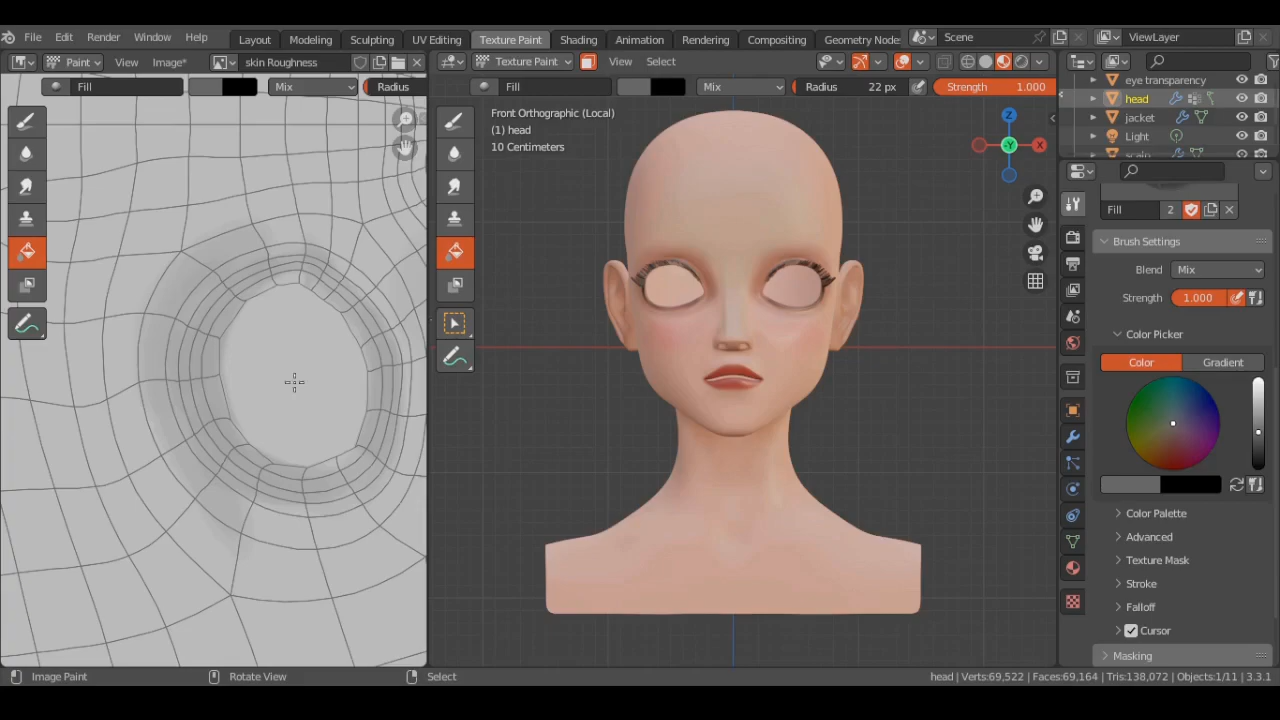 File Edit Render Window Help Layout Modeling Sculpting UV Editing Texture Paint Shading Animation Rendering Compositing Geometry Node Scene ViewLayer
Paint View Image* skin Roughness Texture Paint View Select
Fill Mix Radius Fill Mix Radius 22 px Strength 1.000
eye transparency
head
jacket
Light
scalp
Front Orthographic (Local)
(1) head
10 Centimeters
Z
-Y
X
Fill 2
Brush Settings
Blend Mix
Strength 1.000
Color Picker
Color Gradient
Color Palette
Advanced
Texture Mask
Stroke
Falloff
Cursor
Masking
Image Paint Rotate View Select head | Verts:69,522 | Faces:69,164 | Tris:138,072 | Objects:1/11 | 3.3.1